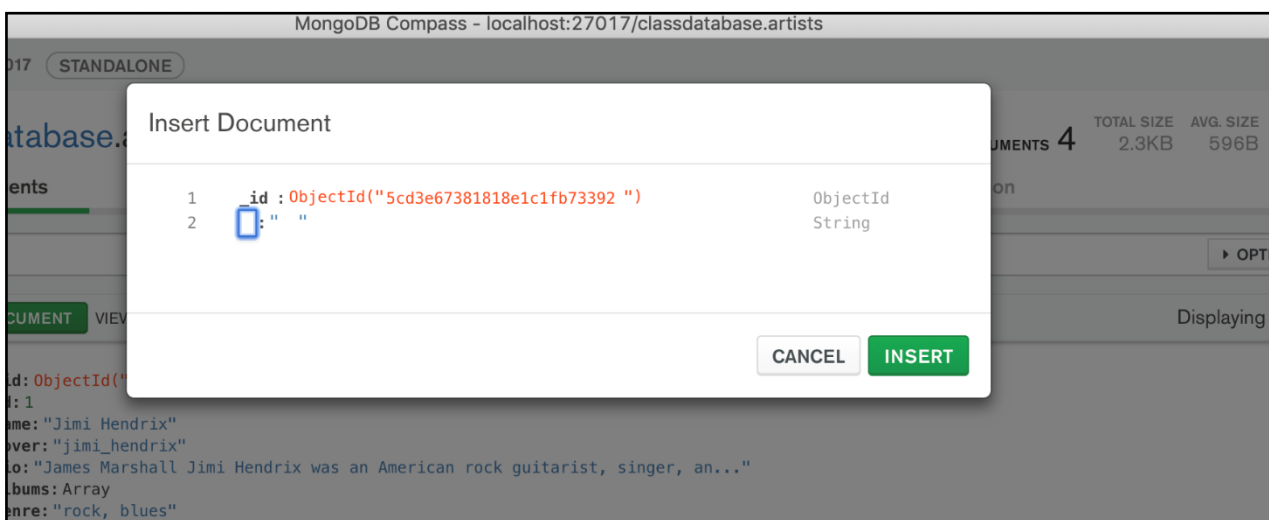 MongoDB Compass - localhost:27017/classdatabase.artists
017 STANDALONE
atabase.a
Insert Document
UMENTS 4
TOTAL SIZE AVG. SIZE
2.3KB 596B
ents
on
1 _id : ObjectId("5cd3e67381818e1c1fb73392 ") ObjectId
2 :" " String
OPTI
CUMENT VIEW
Displaying
CANCEL INSERT
id: ObjectId("
d: 1
ame: "Jimi Hendrix"
over: "jimi_hendrix"
io: "James Marshall Jimi Hendrix was an American rock guitarist, singer, an..."
lbums: Array
enre: "rock, blues"